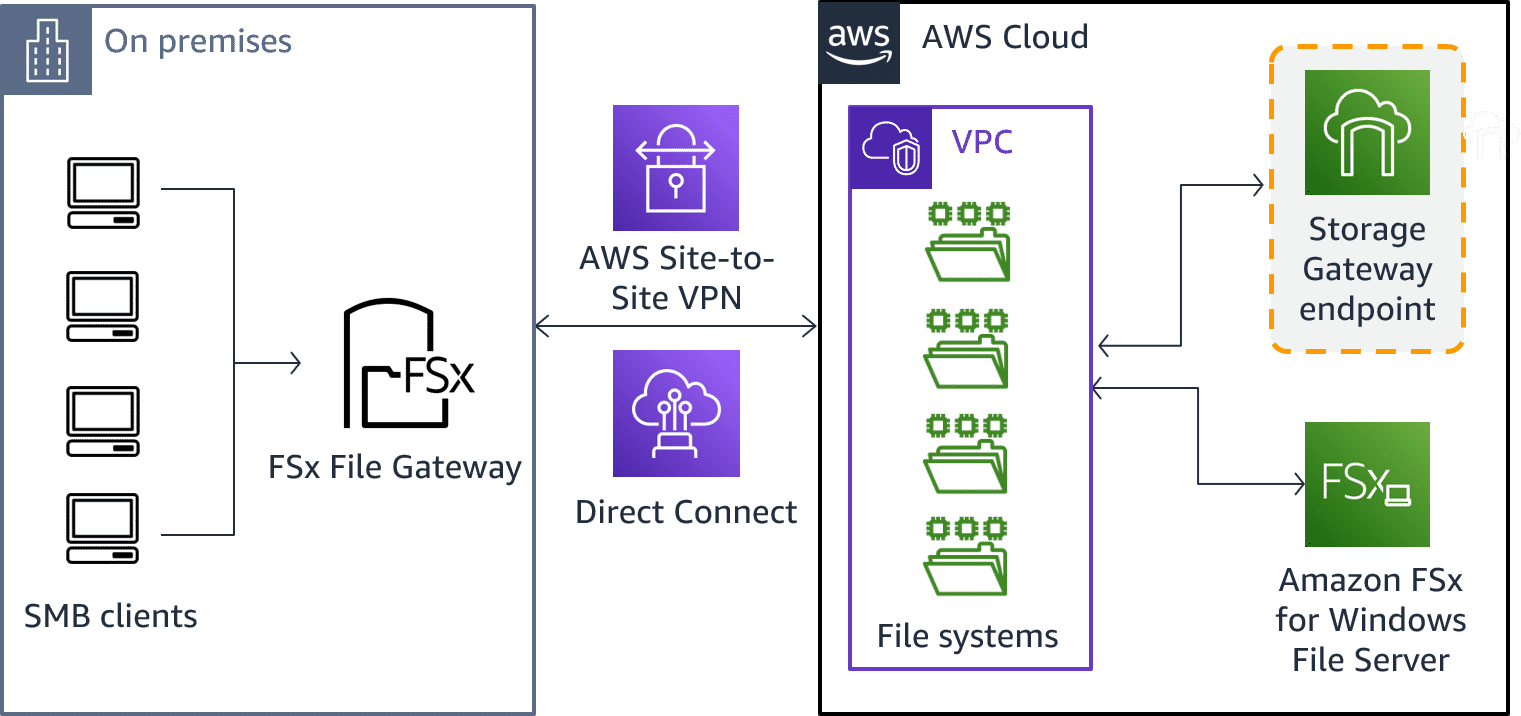 On premises
SMB clients
FSx
FSx File Gateway
AWS Site-to-
Site VPN
Direct Connect
aws
AWS Cloud
VPC
File systems
Storage
Gateway
endpoint
FSx
Amazon FSx
for Windows
File Server